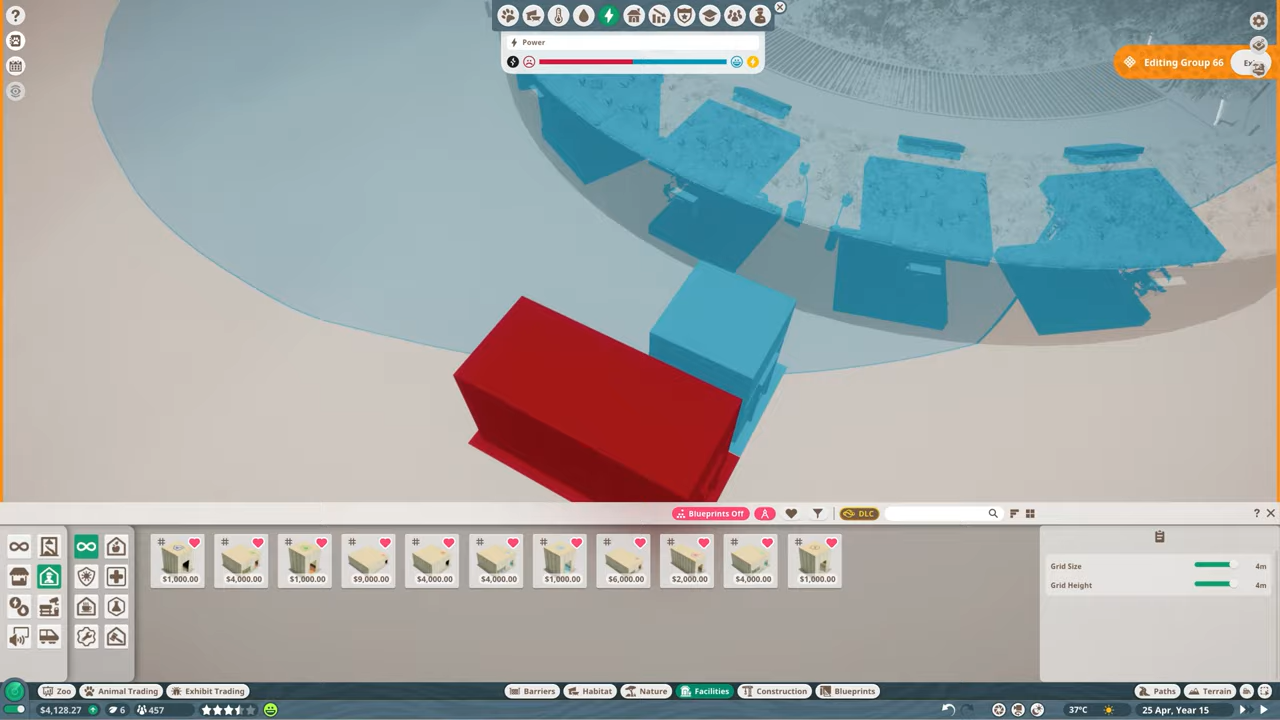 Power
Editing Group 66
Blueprints Off
DLC
$1,000.00 $4,000.00 $1,000.00 $9,000.00 $4,000.00 $4,000.00 $1,000.00 $6,000.00 $2,000.00 $4,000.00 $1,000.00
Grid Size 4m
Grid Height 4m
Zoo Animal Trading Exhibit Trading Barriers Habitat Nature Facilities Construction Blueprints Paths Terrain
$4,128.27 6 457 37°C 25 Apr, Year 15